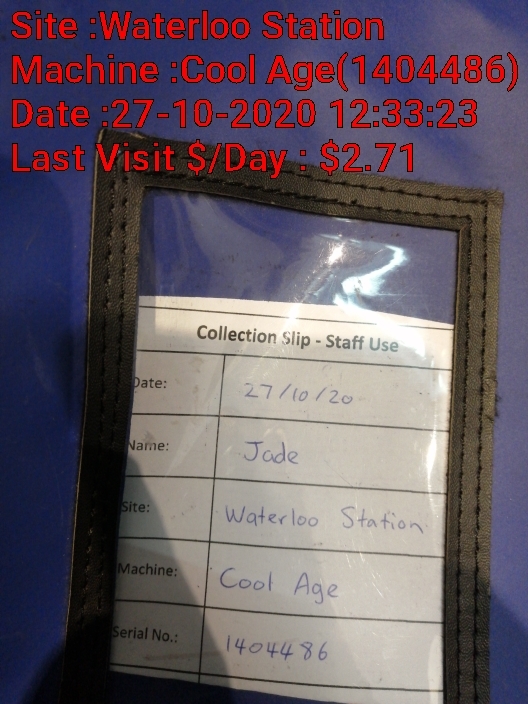 Site :Waterloo Station
Machine :Cool Age(1404486)
Date :27-10-2020 12:33:23
Last Visit $/Day : $2.71
Collection Slip - Staff Use
Date: 27/10/20
Name: Jade
Site: Waterloo Station
Machine: Cool Age
Serial No.: 1404486